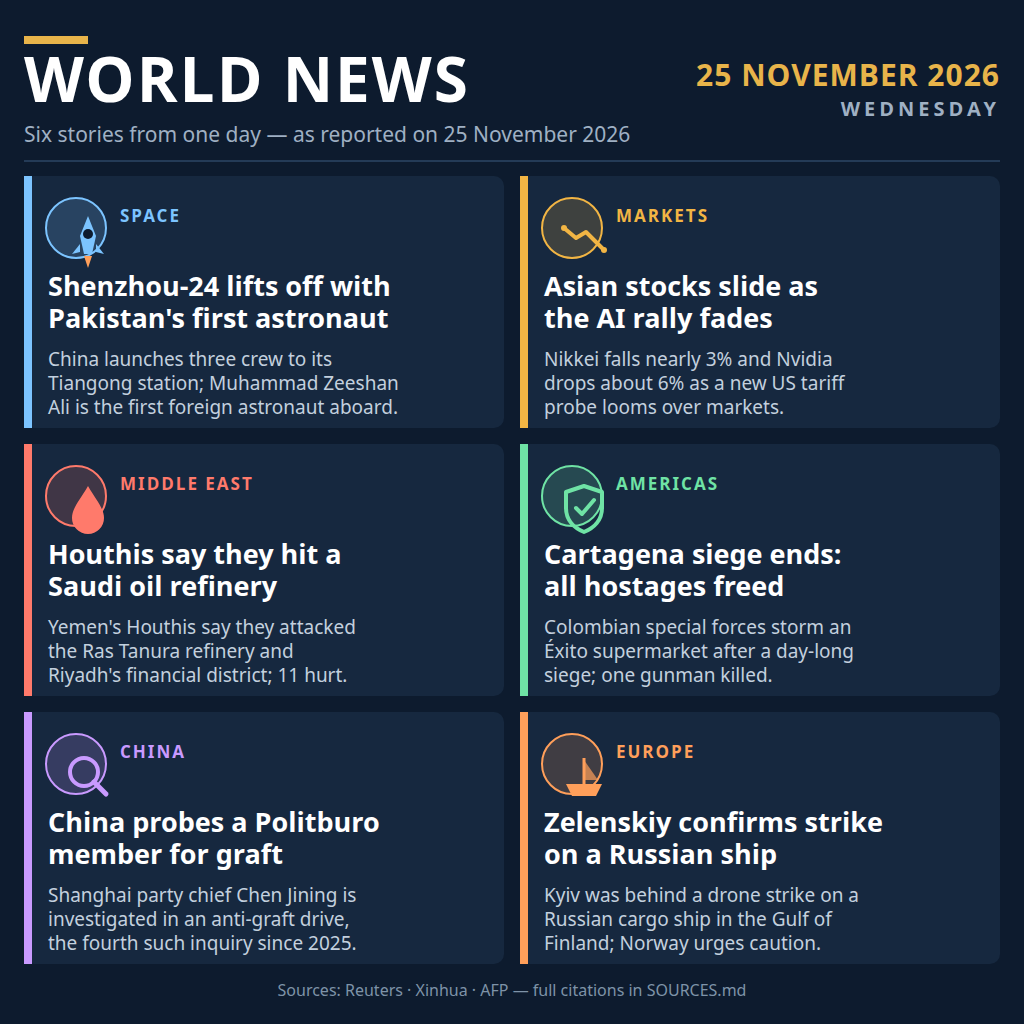 WORLD NEWS
25 NOVEMBER 2026
WEDNESDAY
Six stories from one day — as reported on 25 November 2026
SPACE
Shenzhou-24 lifts off with
Pakistan's first astronaut
China launches three crew to its
Tiangong station; Muhammad Zeeshan
Ali is the first foreign astronaut aboard.
MARKETS
Asian stocks slide as
the AI rally fades
Nikkei falls nearly 3% and Nvidia
drops about 6% as a new US tariff
probe looms over markets.
MIDDLE EAST
Houthis say they hit a
Saudi oil refinery
Yemen's Houthis say they attacked
the Ras Tanura refinery and
Riyadh's financial district; 11 hurt.
AMERICAS
Cartagena siege ends:
all hostages freed
Colombian special forces storm an
Éxito supermarket after a day-long
siege; one gunman killed.
CHINA
China probes a Politburo
member for graft
Shanghai party chief Chen Jining is
investigated in an anti-graft drive,
the fourth such inquiry since 2025.
EUROPE
Zelenskiy confirms strike
on a Russian ship
Kyiv was behind a drone strike on a
Russian cargo ship in the Gulf of
Finland; Norway urges caution.
Sources: Reuters · Xinhua · AFP — full citations in SOURCES.md